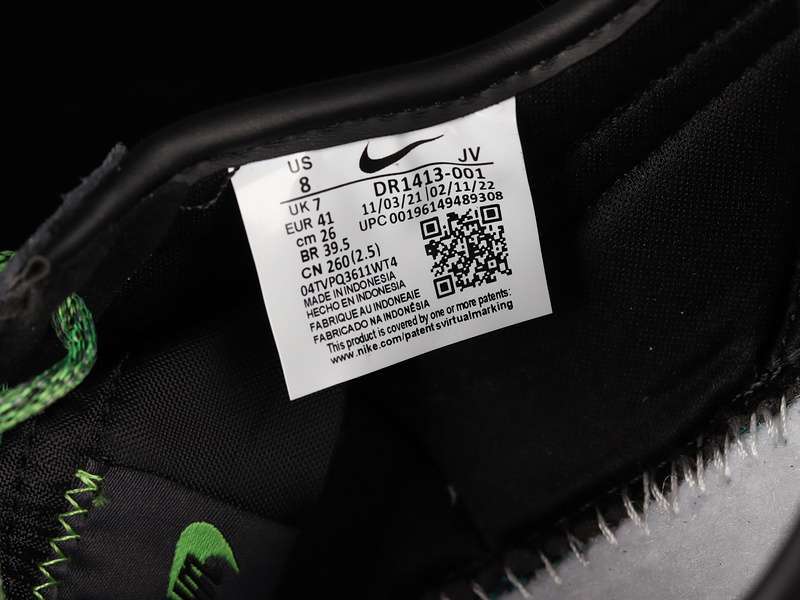 US
8
JV
UK 7
DR1413-001
EUR 41
11/03/21 02/11/22
cm 26
UPC 00196149489308
BR 39.5
CN 260(2.5)
04TVPQ3611WT4
MADE IN INDONESIA
HECHO EN INDONESIA
FABRIQUE AU INDONEAIE
FABRICADO NA INDONÉSIA
This product is covered by one or more patents:
www.nike.com/patentsvirtualmarking